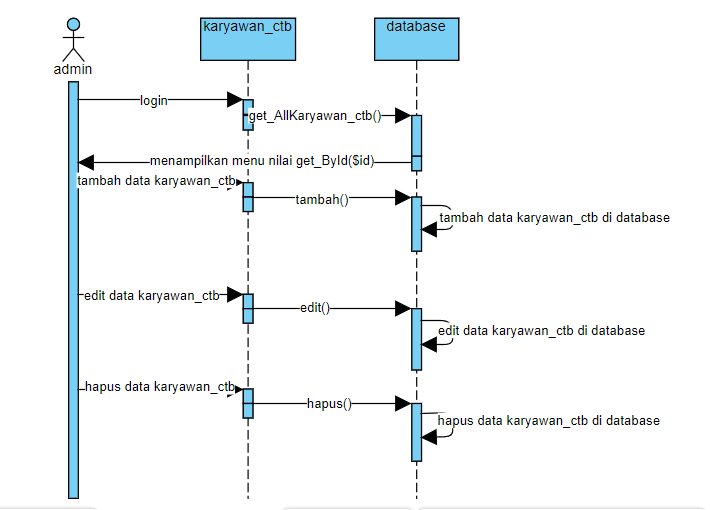 karyawan_ctb
database
admin
login
get_AllKaryawan_ctb()
menampilkan menu nilai get_ById($id)
tambah data karyawan_ctb
tambah()
tambah data karyawan_ctb di database
edit data karyawan_ctb
edit()
edit data karyawan_ctb di database
hapus data karyawan_ctb
hapus()
hapus data karyawan_ctb di database